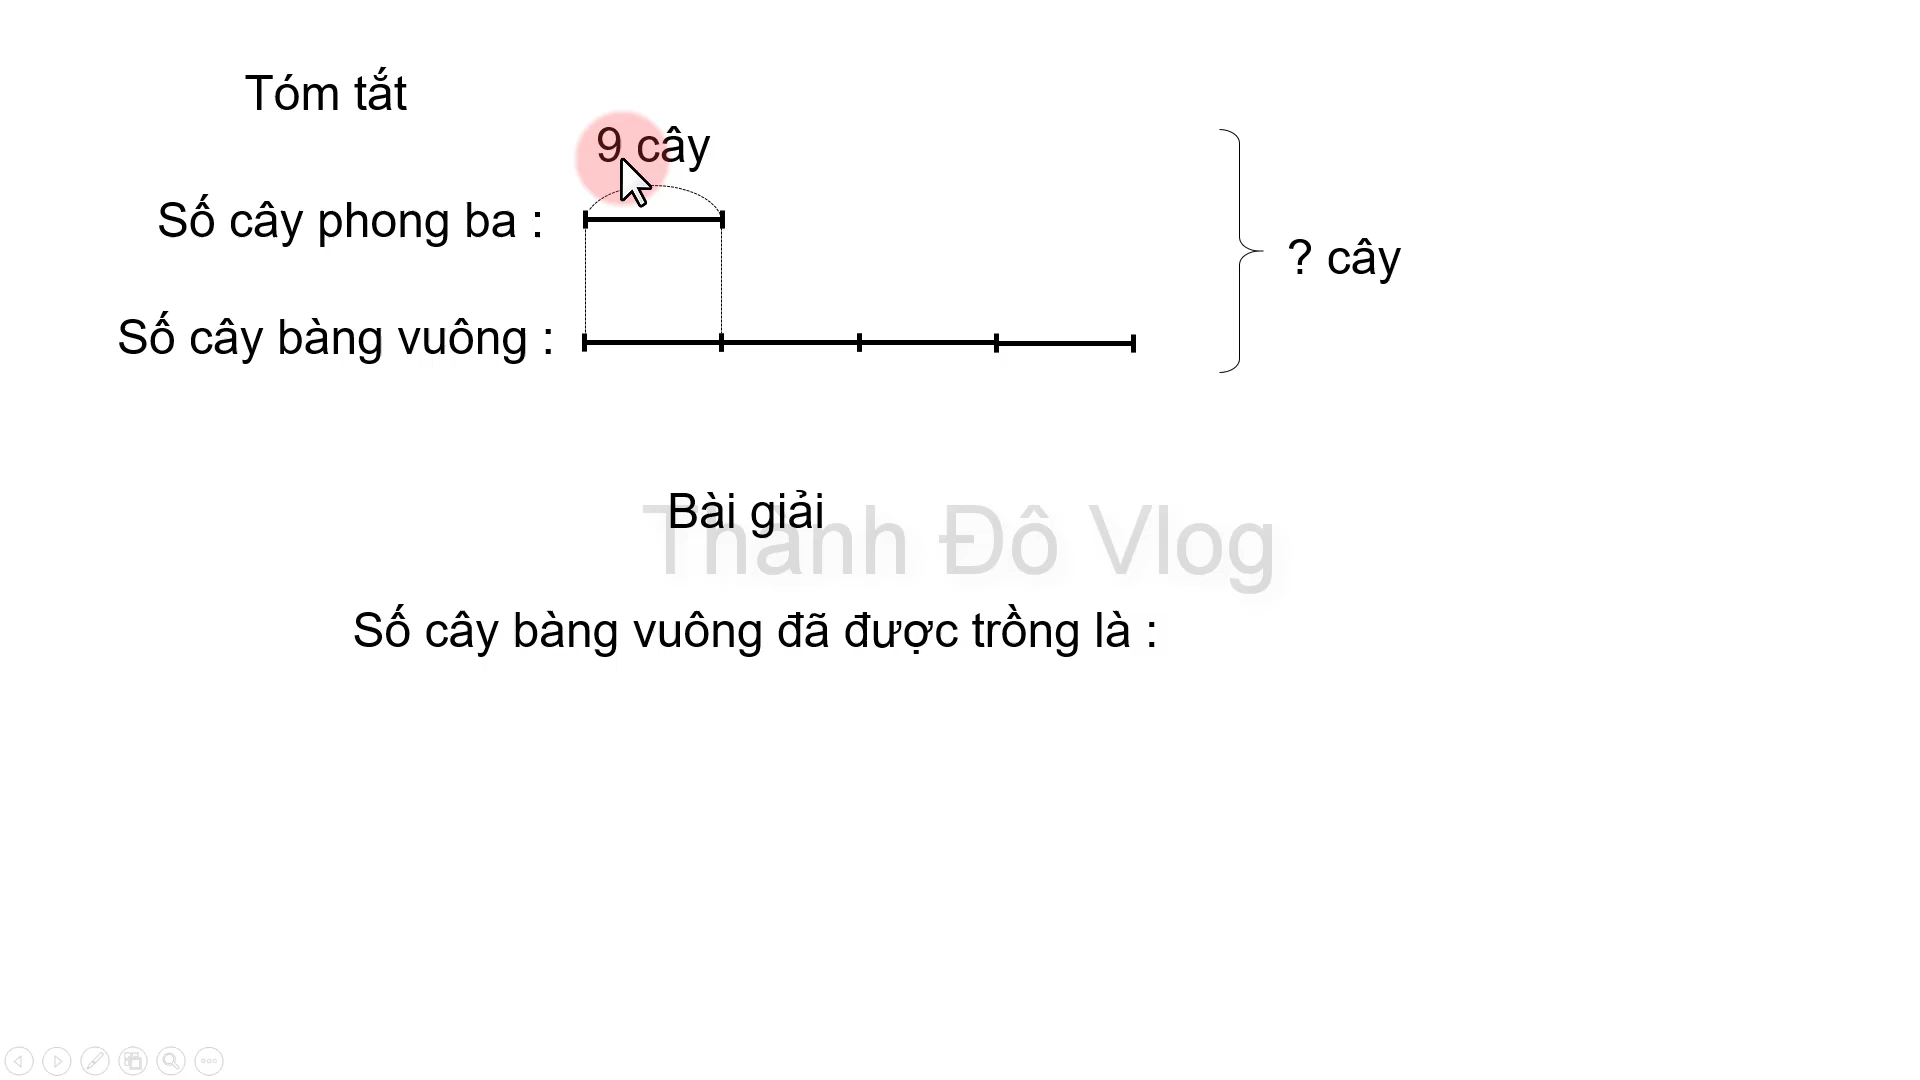 Tóm tắt
9 cây
Số cây phong ba :
? cây
Số cây bàng vuông :
Bài giải
Thành Đô Vlog
Số cây bàng vuông đã được trồng là :